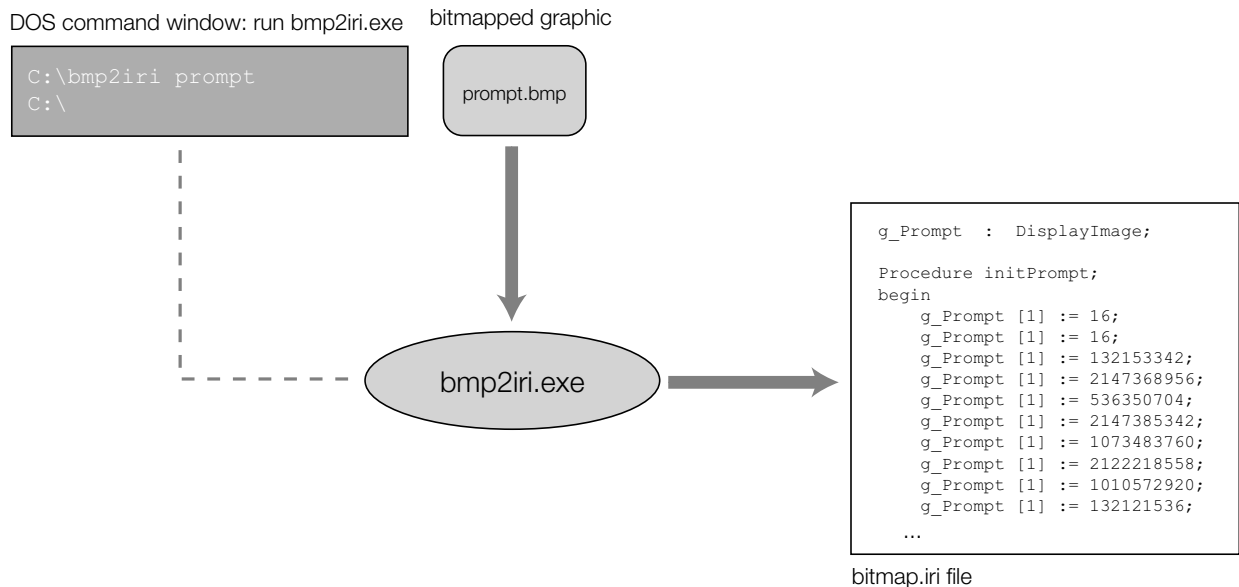 DOS command window: run bmp2iri.exe
C:\bmp2iri prompt
C:\
bitmapped graphic
prompt.bmp
bmp2iri.exe
g_Prompt : DisplayImage;
Procedure initPrompt;
begin
g_Prompt [1] := 16;
g_Prompt [1] := 16;
g_Prompt [1] := 132153342;
g_Prompt [1] := 2147368956;
g_Prompt [1] := 536350704;
g_Prompt [1] := 2147385342;
g_Prompt [1] := 1073483760;
g_Prompt [1] := 2122218558;
g_Prompt [1] := 1010572920;
g_Prompt [1] := 132121536;
...
bitmap.iri file